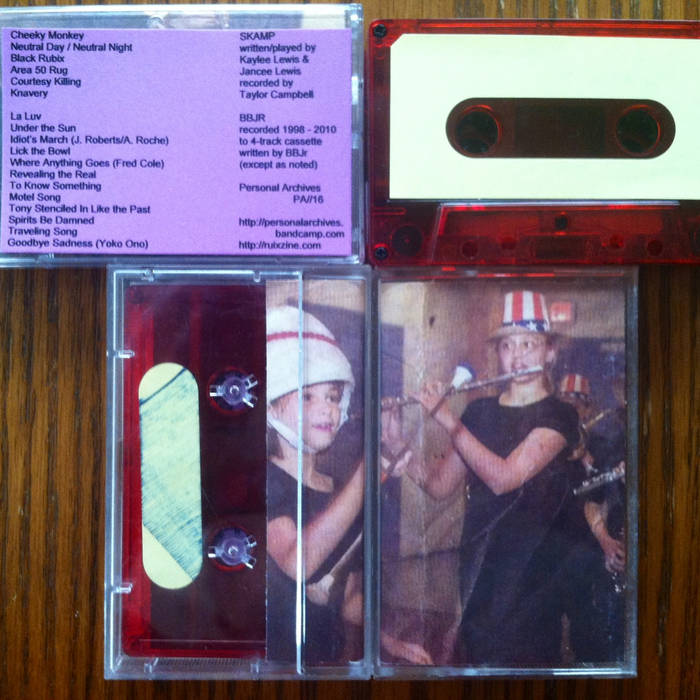 Cheeky Monkey
Neutral Day / Neutral Night
Black Rubix
Area 50 Rug
Courtesy Killing
Knavery
La Luv
Under the Sun
Idiot's March (J. Roberts/A. Roche)
Lick the Bowl
Where Anything Goes (Fred Cole)
Revealing the Real
To Know Something
Motel Song
Tony Stenciled In Like the Past
Spirits Be Damned
Traveling Song
Goodbye Sadness (Yoko Ono)
SKAMP
written/played by
Kaylee Lewis &
Jancee Lewis
recorded by
Taylor Campbell
BBJR
recorded 1998 - 2010
to 4-track cassette
written by BBJr
(except as noted)
Personal Archives
PA//16
http://personalarchives.
bandcamp.com
http://ruixzine.com